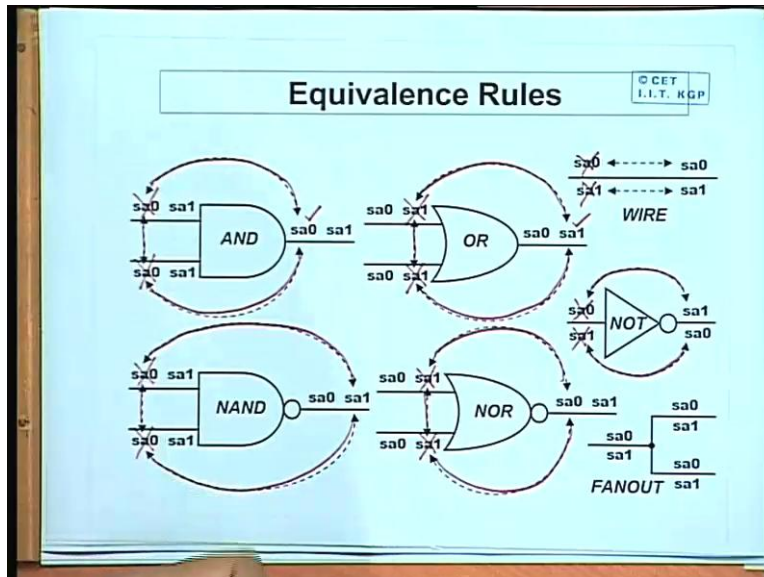 Equivalence Rules
© CET
I.I.T. KGP
sa0 sa1
sa0 sa1
AND
sa0 sa1
sa0 sa1
sa0 sa1
OR
sa0 sa1
sa0 sa0
sa1 sa1
WIRE
sa0
sa1
NOT
sa1
sa0
sa0 sa1
sa0 sa1
NAND
sa0 sa1
sa0 sa1
sa0 sa1
NOR
sa0 sa1
sa0
sa1
sa0
sa1
sa0
sa1
FANOUT